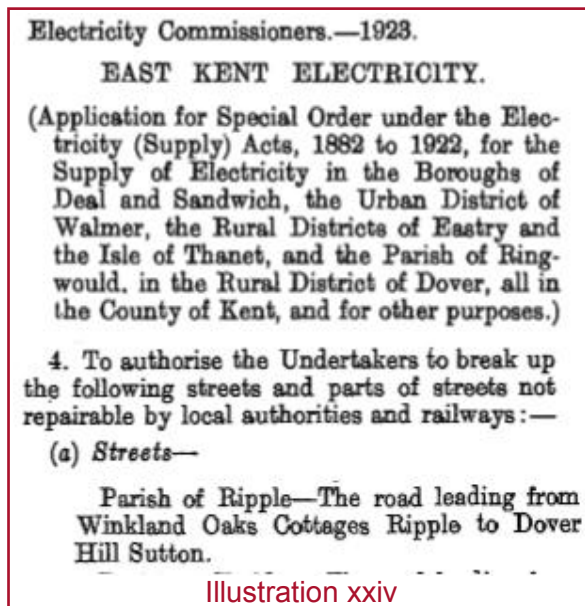 Electricity Commissioners.—1923.
EAST KENT ELECTRICITY.
(Application for Special Order under the Elec-
tricity (Supply) Acts, 1882 to 1922, for the
Supply of Electricity in the Boroughs of
Deal and Sandwich, the Urban District of
Walmer, the Rural Districts of Eastry and
the Isle of Thanet, and the Parish of Ring-
would. in the Rural District of Dover, all in
the County of Kent, and for other purposes.)
4. To authorise the Undertakers to break up
the following streets and parts of streets not
repairable by local authorities and railways:—
(a) Streets—
Parish of Ripple—The road leading from
Winkland Oaks Cottages Ripple to Dover
Hill Sutton.
Illustration xxiv